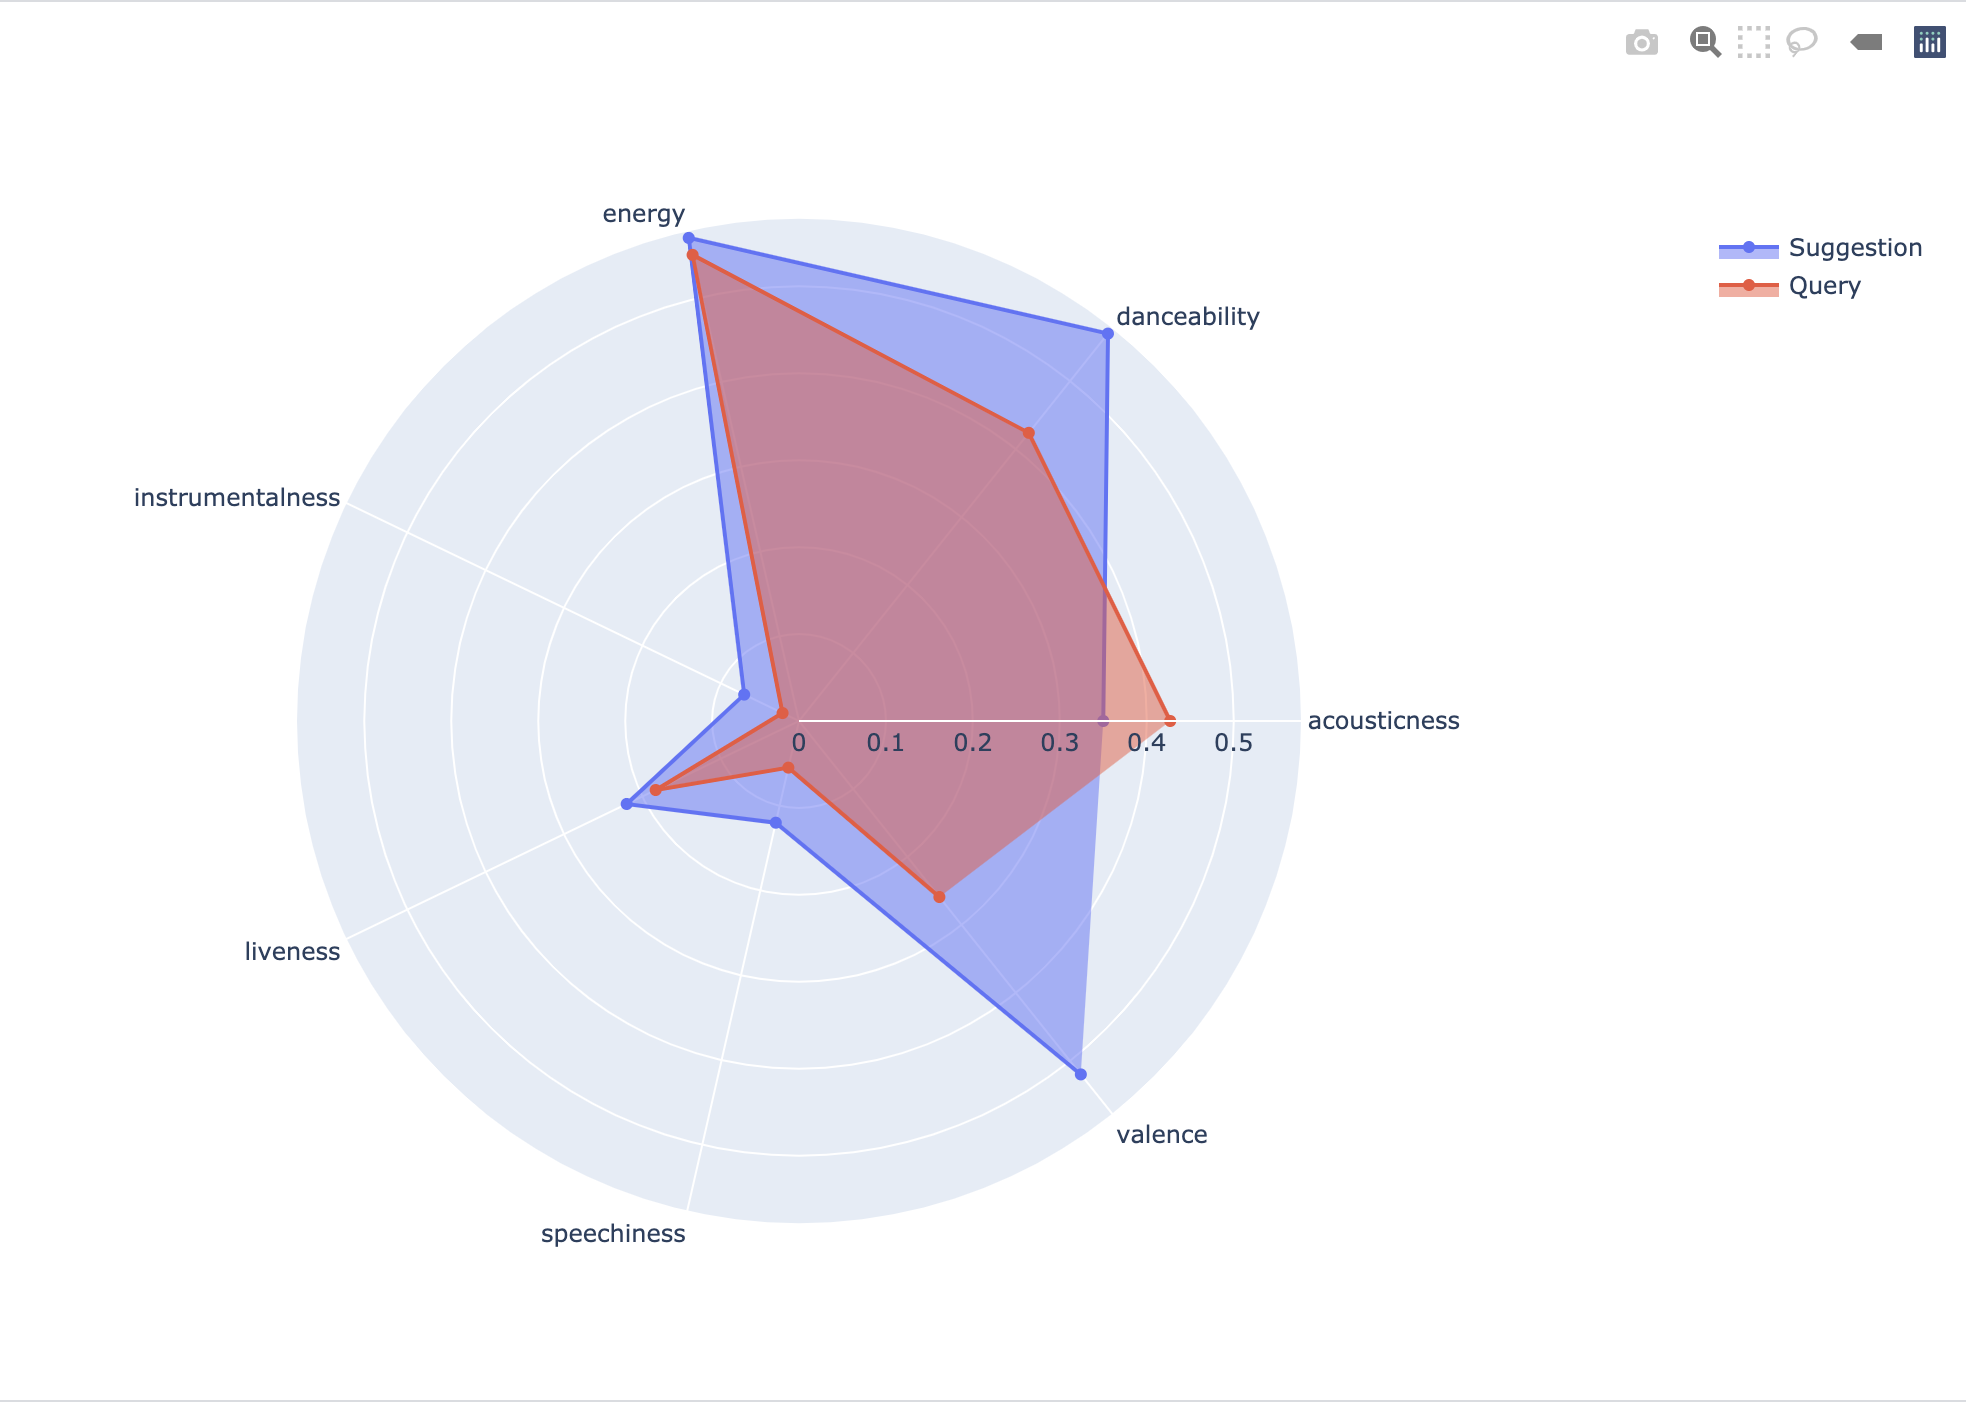 energy
Suggestion
Query
danceability
instrumentalness
acousticness
0 0.1 0.2 0.3 0.4 0.5
liveness
valence
speechiness